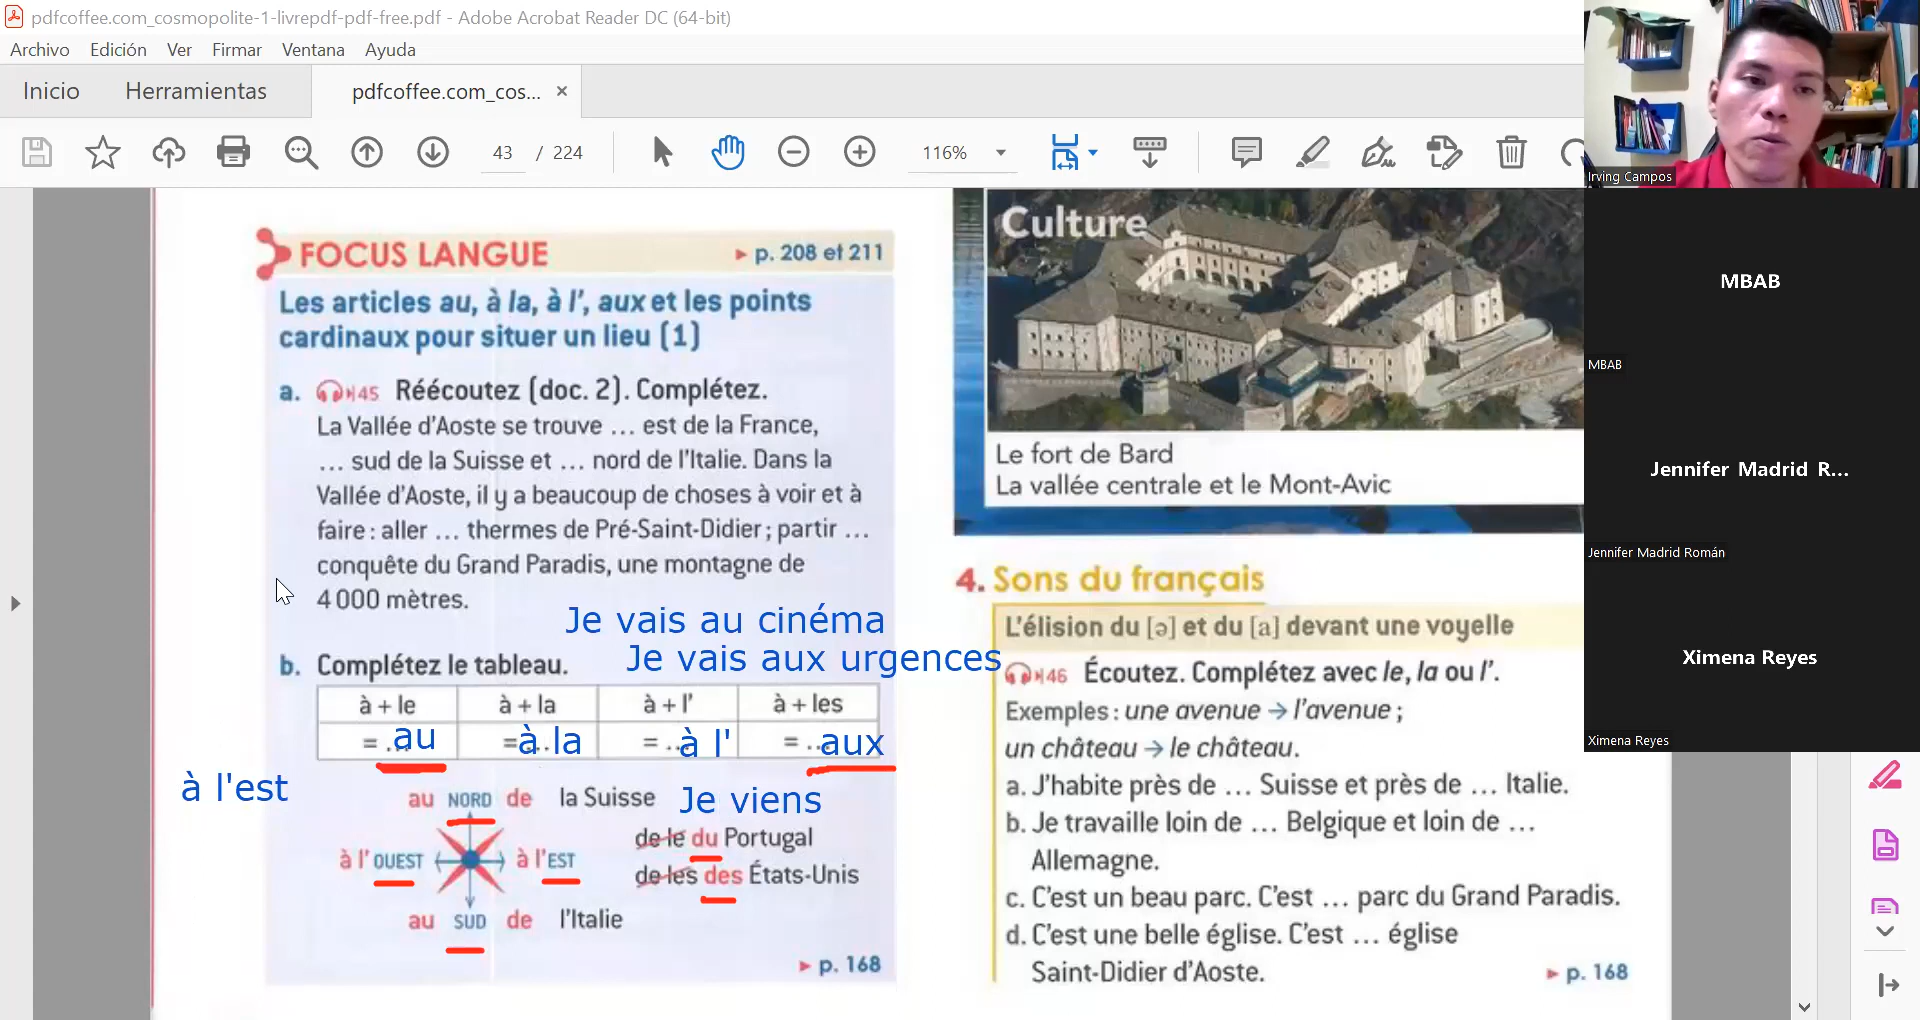 pdfcoffee.com_cosmopolite-1-livrepdf-pdf-free.pdf - Adobe Acrobat Reader DC (64-bit)
Archivo Edición Ver Firmar Ventana Ayuda
Inicio Herramientas pdfcoffee.com_cos... ×
43 / 224 116%
FOCUS LANGUE ► p. 208 et 211
Les articles au, à la, à l’, aux et les points
cardinaux pour situer un lieu (1)
a. 45 Réécoutez (doc. 2). Complétez.
La Vallée d’Aoste se trouve … est de la France,
… sud de la Suisse et … nord de l’Italie. Dans la
Vallée d’Aoste, il y a beaucoup de choses à voir et à
faire : aller … thermes de Pré-Saint-Didier ; partir …
conquête du Grand Paradis, une montagne de
4 000 mètres.
Je vais au cinéma
Je vais aux urgences
b. Complétez le tableau.
à + le à + la à + l’ à + les
= … au = … à la = … à l' = … aux
à l'est
au NORD de la Suisse
Je viens
de le du Portugal
à l’OUEST à l’EST
de les des États-Unis
au SUD de l’Italie
► p. 168
Culture
Le fort de Bard
La vallée centrale et le Mont-Avic
4. Sons du français
L’élision du [ə] et du [a] devant une voyelle
46 Écoutez. Complétez avec le, la ou l’.
Exemples : une avenue → l’avenue ;
un château → le château.
a. J’habite près de … Suisse et près de … Italie.
b. Je travaille loin de … Belgique et loin de …
Allemagne.
c. C’est un beau parc. C’est … parc du Grand Paradis.
d. C’est une belle église. C’est … église
Saint-Didier d’Aoste.
► p. 168
Irving Campos
MBAB
MBAB
Jennifer Madrid R...
Jennifer Madrid Román
Ximena Reyes
Ximena Reyes